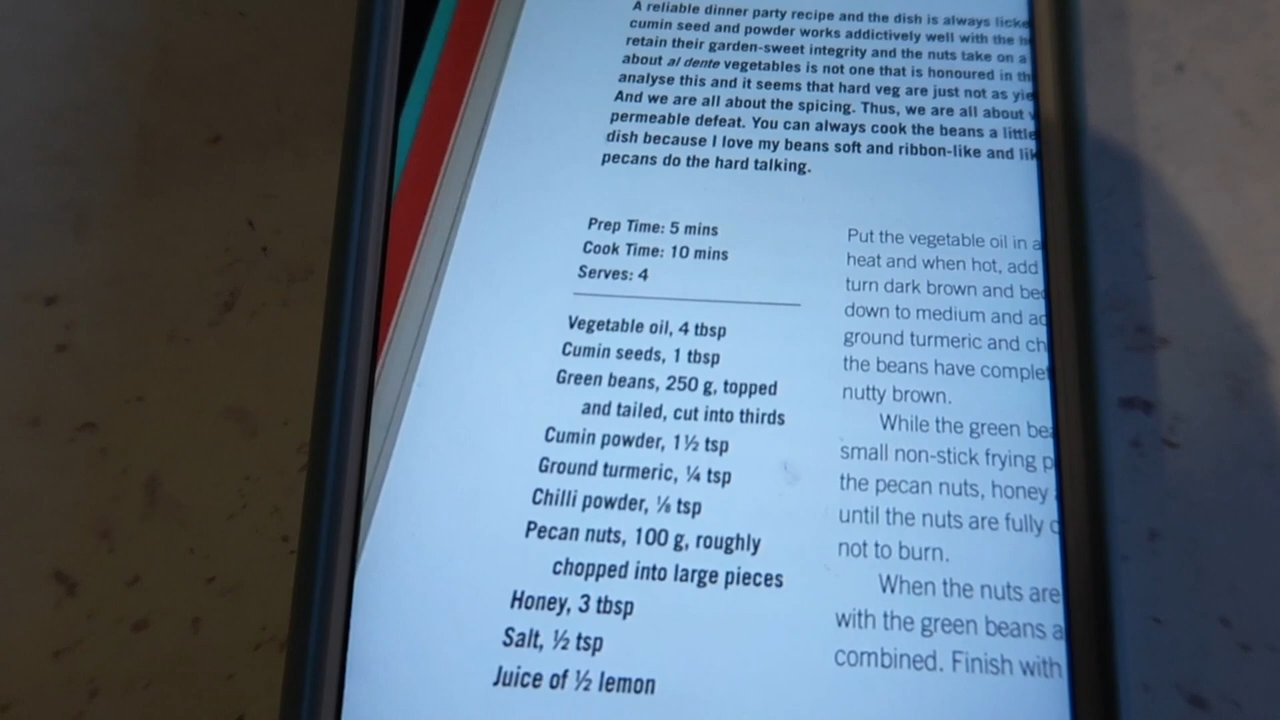 A reliable dinner party recipe and the dish is always
cumin seed and powder works addictively well with the
retain their garden-sweet integrity and the nuts take on a
about al dente vegetables is not one that is honoured in
analyse this and it seems that hard veg are just not as
And we are all about the spicing. Thus, we are all about
permeable defeat. You can always cook the beans a little
dish because I love my beans soft and ribbon-like and
pecans do the hard talking.
Prep Time: 5 mins
Cook Time: 10 mins
Serves: 4
Vegetable oil, 4 tbsp
Cumin seeds, 1 tbsp
Green beans, 250 g, topped
and tailed, cut into thirds
Cumin powder, 1½ tsp
Ground turmeric, ¼ tsp
Chilli powder, ⅛ tsp
Pecan nuts, 100 g, roughly
chopped into large pieces
Honey, 3 tbsp
Salt, ½ tsp
Juice of ½ lemon
Put the vegetable oil in a
heat and when hot, add
turn dark brown and
down to medium and
ground turmeric and
the beans have
nutty brown.
While the green
small non-stick frying
the pecan nuts, honey
until the nuts are fully
not to burn.
When the nuts are
with the green beans
combined. Finish with